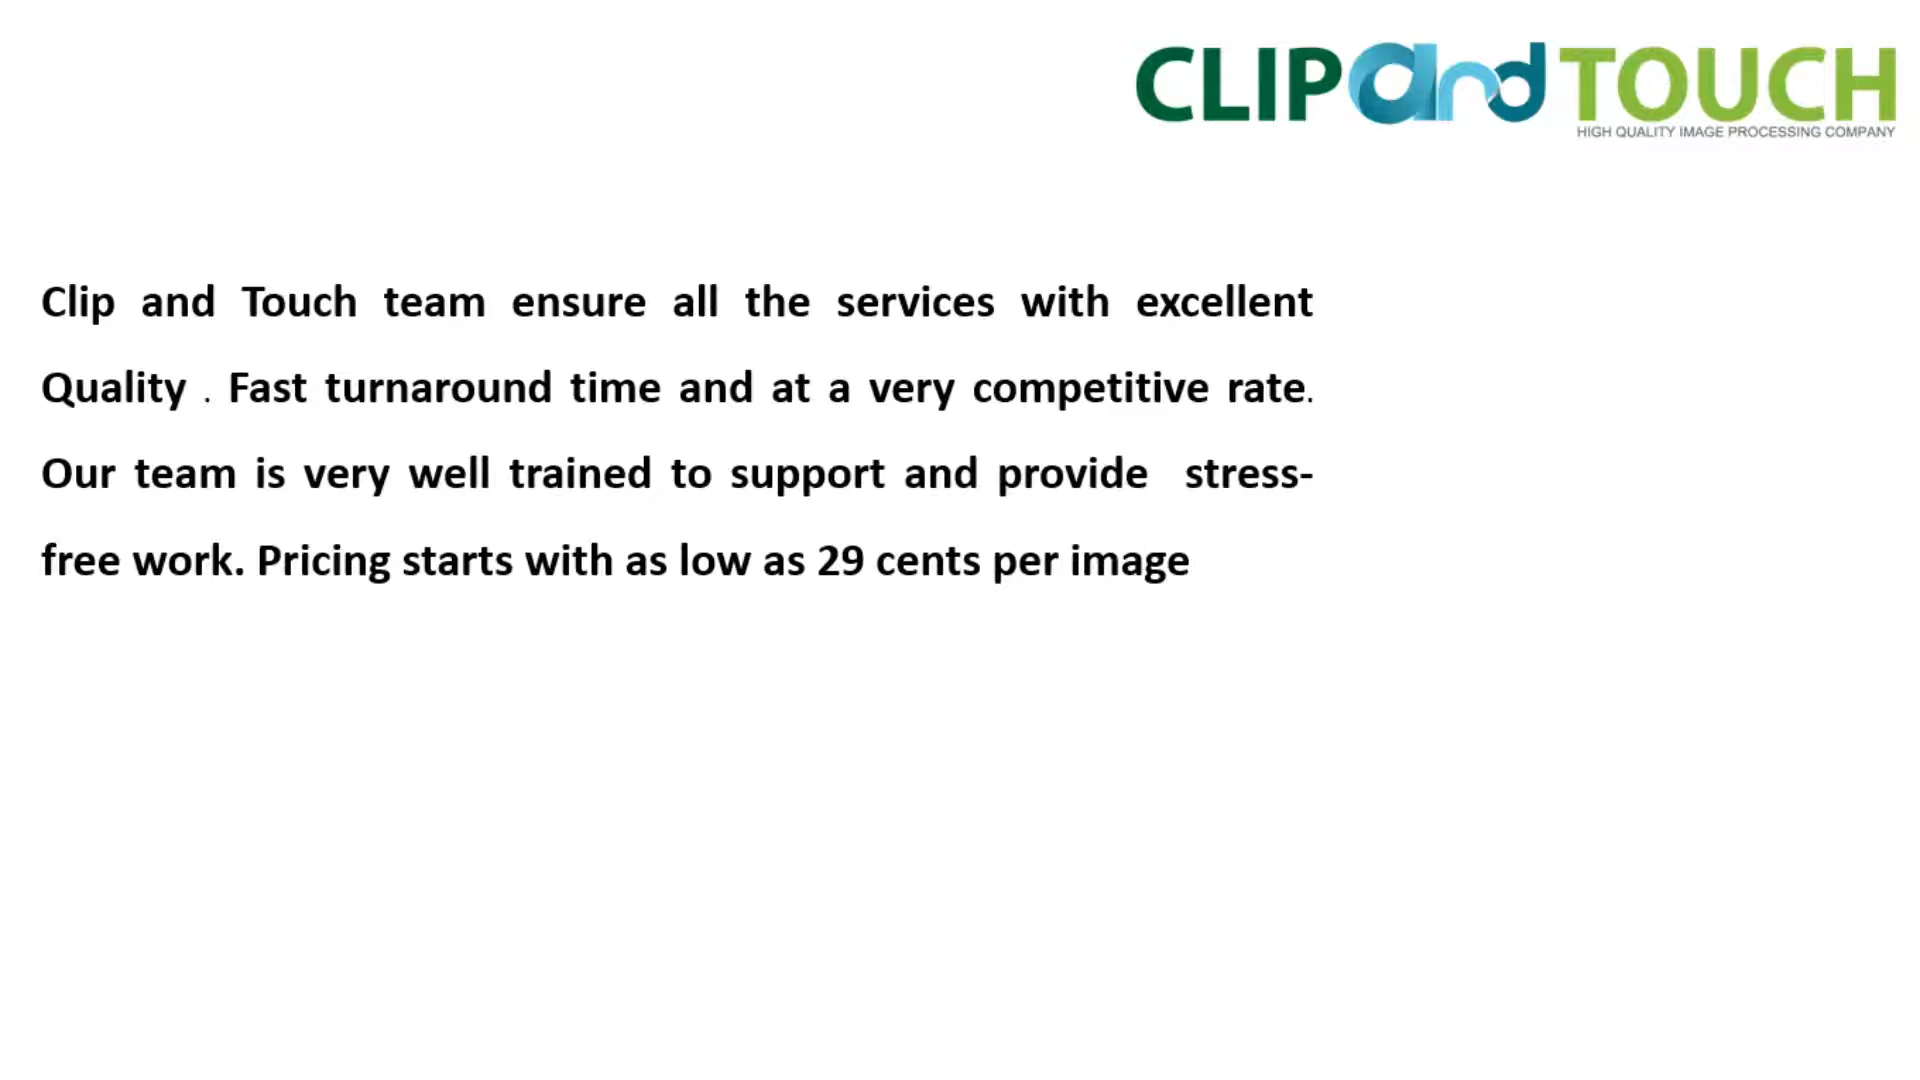 CLIP and TOUCH
HIGH QUALITY IMAGE PROCESSING COMPANY
Clip and Touch team ensure all the services with excellent
Quality . Fast turnaround time and at a very competitive rate.
Our team is very well trained to support and provide stress-
free work. Pricing starts with as low as 29 cents per image